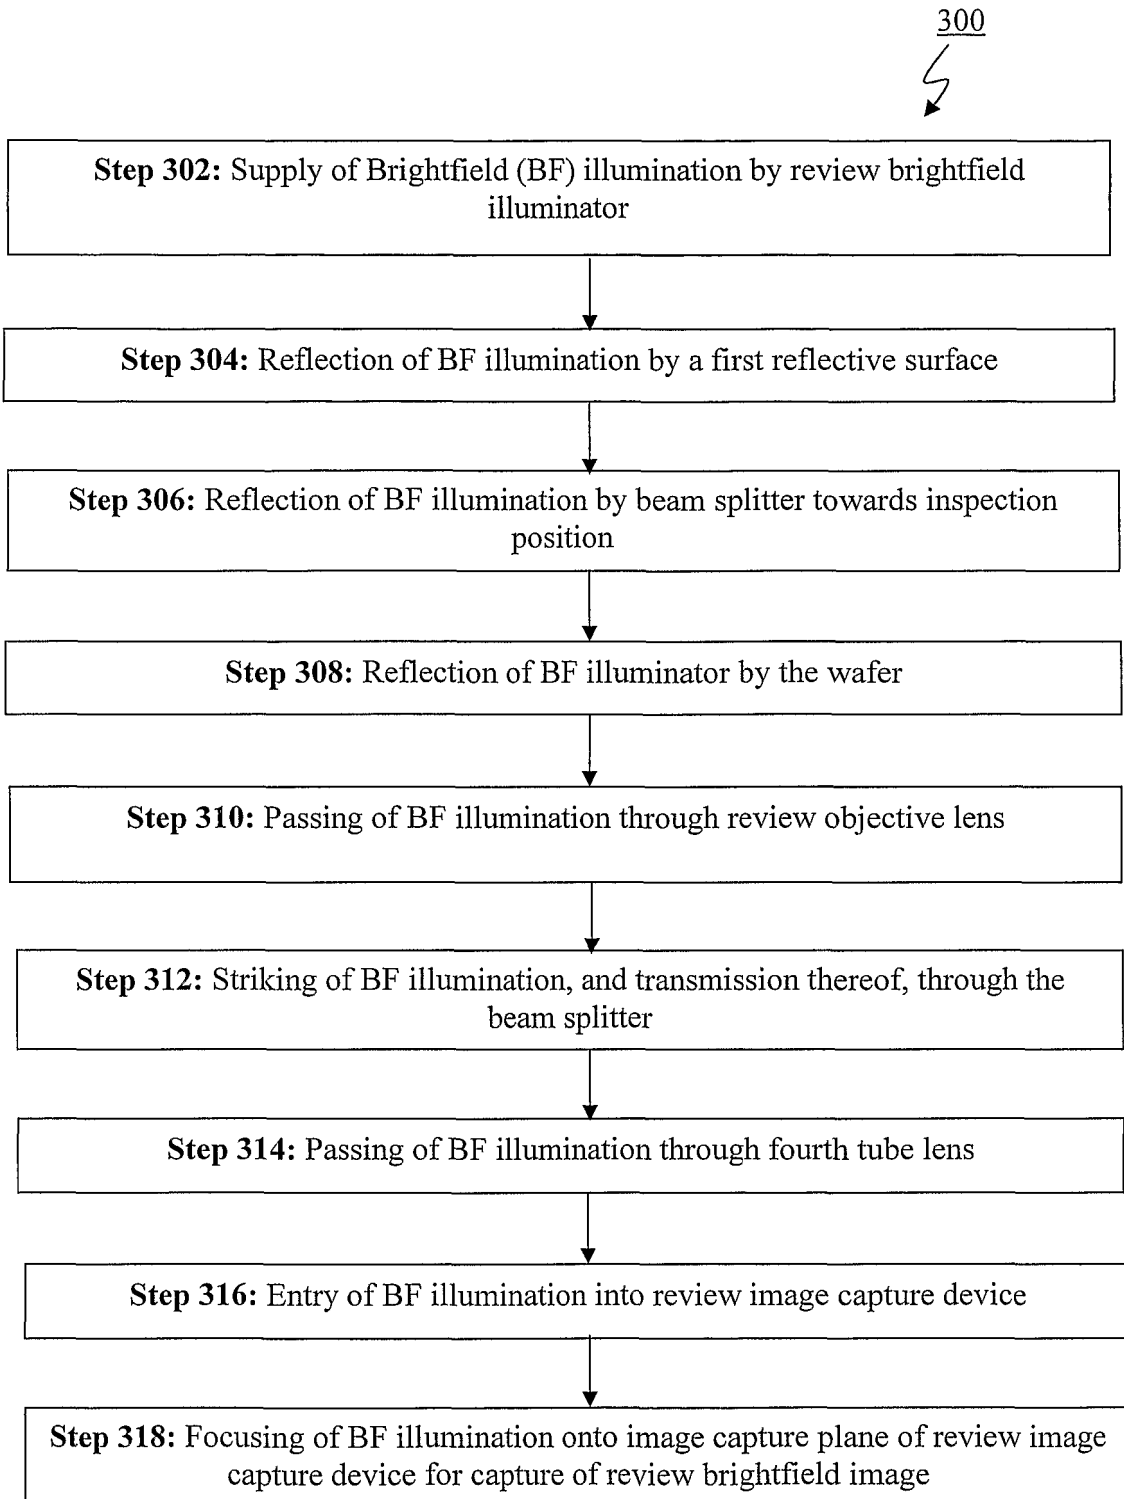 300
Step 302: Supply of Brightfield (BF) illumination by review brightfield
illuminator
Step 304: Reflection of BF illumination by a first reflective surface
Step 306: Reflection of BF illumination by beam splitter towards inspection
position
Step 308: Reflection of BF illuminator by the wafer
Step 310: Passing of BF illumination through review objective lens
Step 312: Striking of BF illumination, and transmission thereof, through the
beam splitter
Step 314: Passing of BF illumination through fourth tube lens
Step 316: Entry of BF illumination into review image capture device
Step 318: Focusing of BF illumination onto image capture plane of review image
capture device for capture of review brightfield image